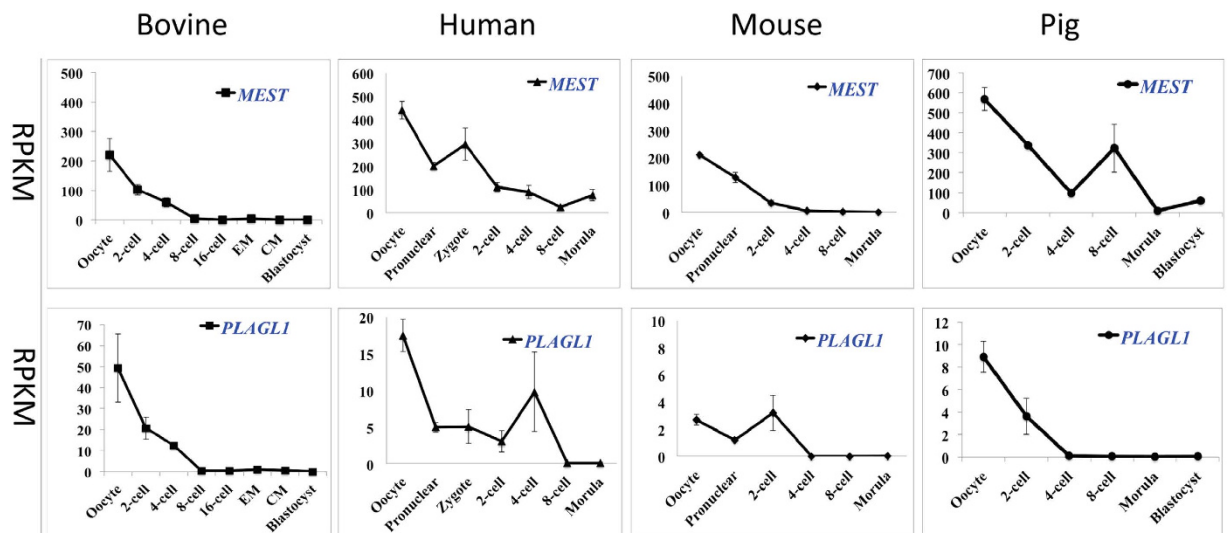 Bovine Human Mouse Pig
RPKM
500
400
300
200
100
0
MEST
Oocyte
2-cell
4-cell
8-cell
16-cell
EM
CM
Blastocyst
600
500
400
300
200
100
0
MEST
Oocyte
Pronuclear
Zygote
2-cell
4-cell
8-cell
Morula
500
400
300
200
100
0
MEST
Oocyte
Pronuclear
2-cell
4-cell
8-cell
Morula
700
600
500
400
300
200
100
0
MEST
Oocyte
2-cell
4-cell
8-cell
Morula
Blastocyst
RPKM
70
60
50
40
30
20
10
0
PLAGL1
Oocyte
2-cell
4-cell
8-cell
16-cell
EM
CM
Blastocyst
20
15
10
5
0
PLAGL1
Oocyte
Pronuclear
Zygote
2-cell
4-cell
8-cell
Morula
10
8
6
4
2
0
PLAGL1
Oocyte
Pronuclear
2-cell
4-cell
8-cell
Morula
12
10
8
6
4
2
0
PLAGL1
Oocyte
2-cell
4-cell
8-cell
Morula
Blastocyst